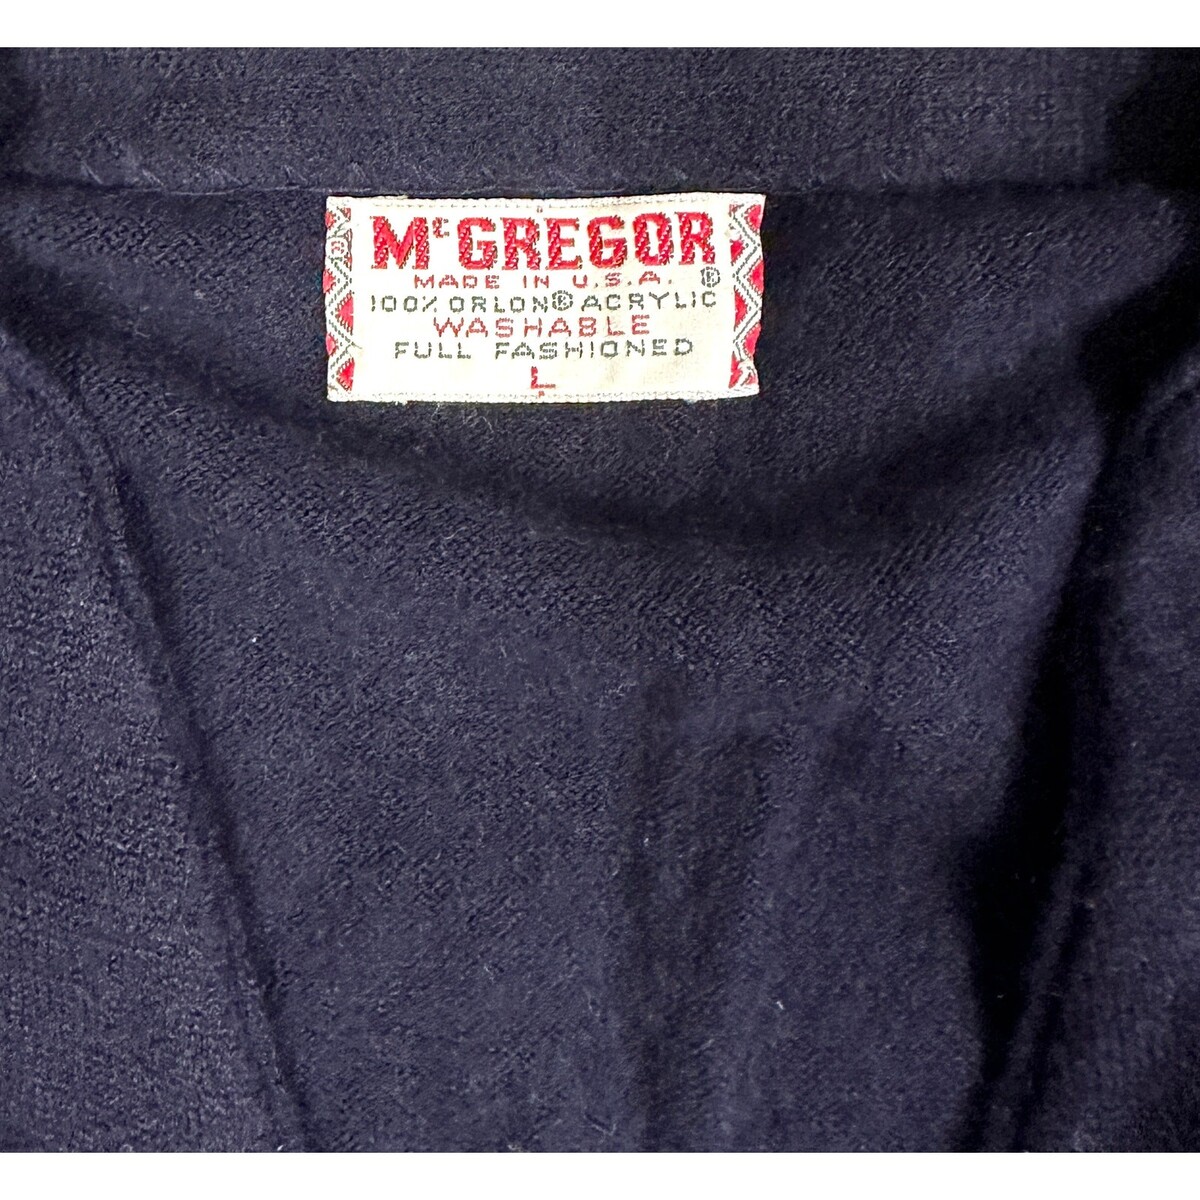 McGREGOR
MADE IN U.S.A. ®
100% ORLON® ACRYLIC
WASHABLE
FULL FASHIONED
L